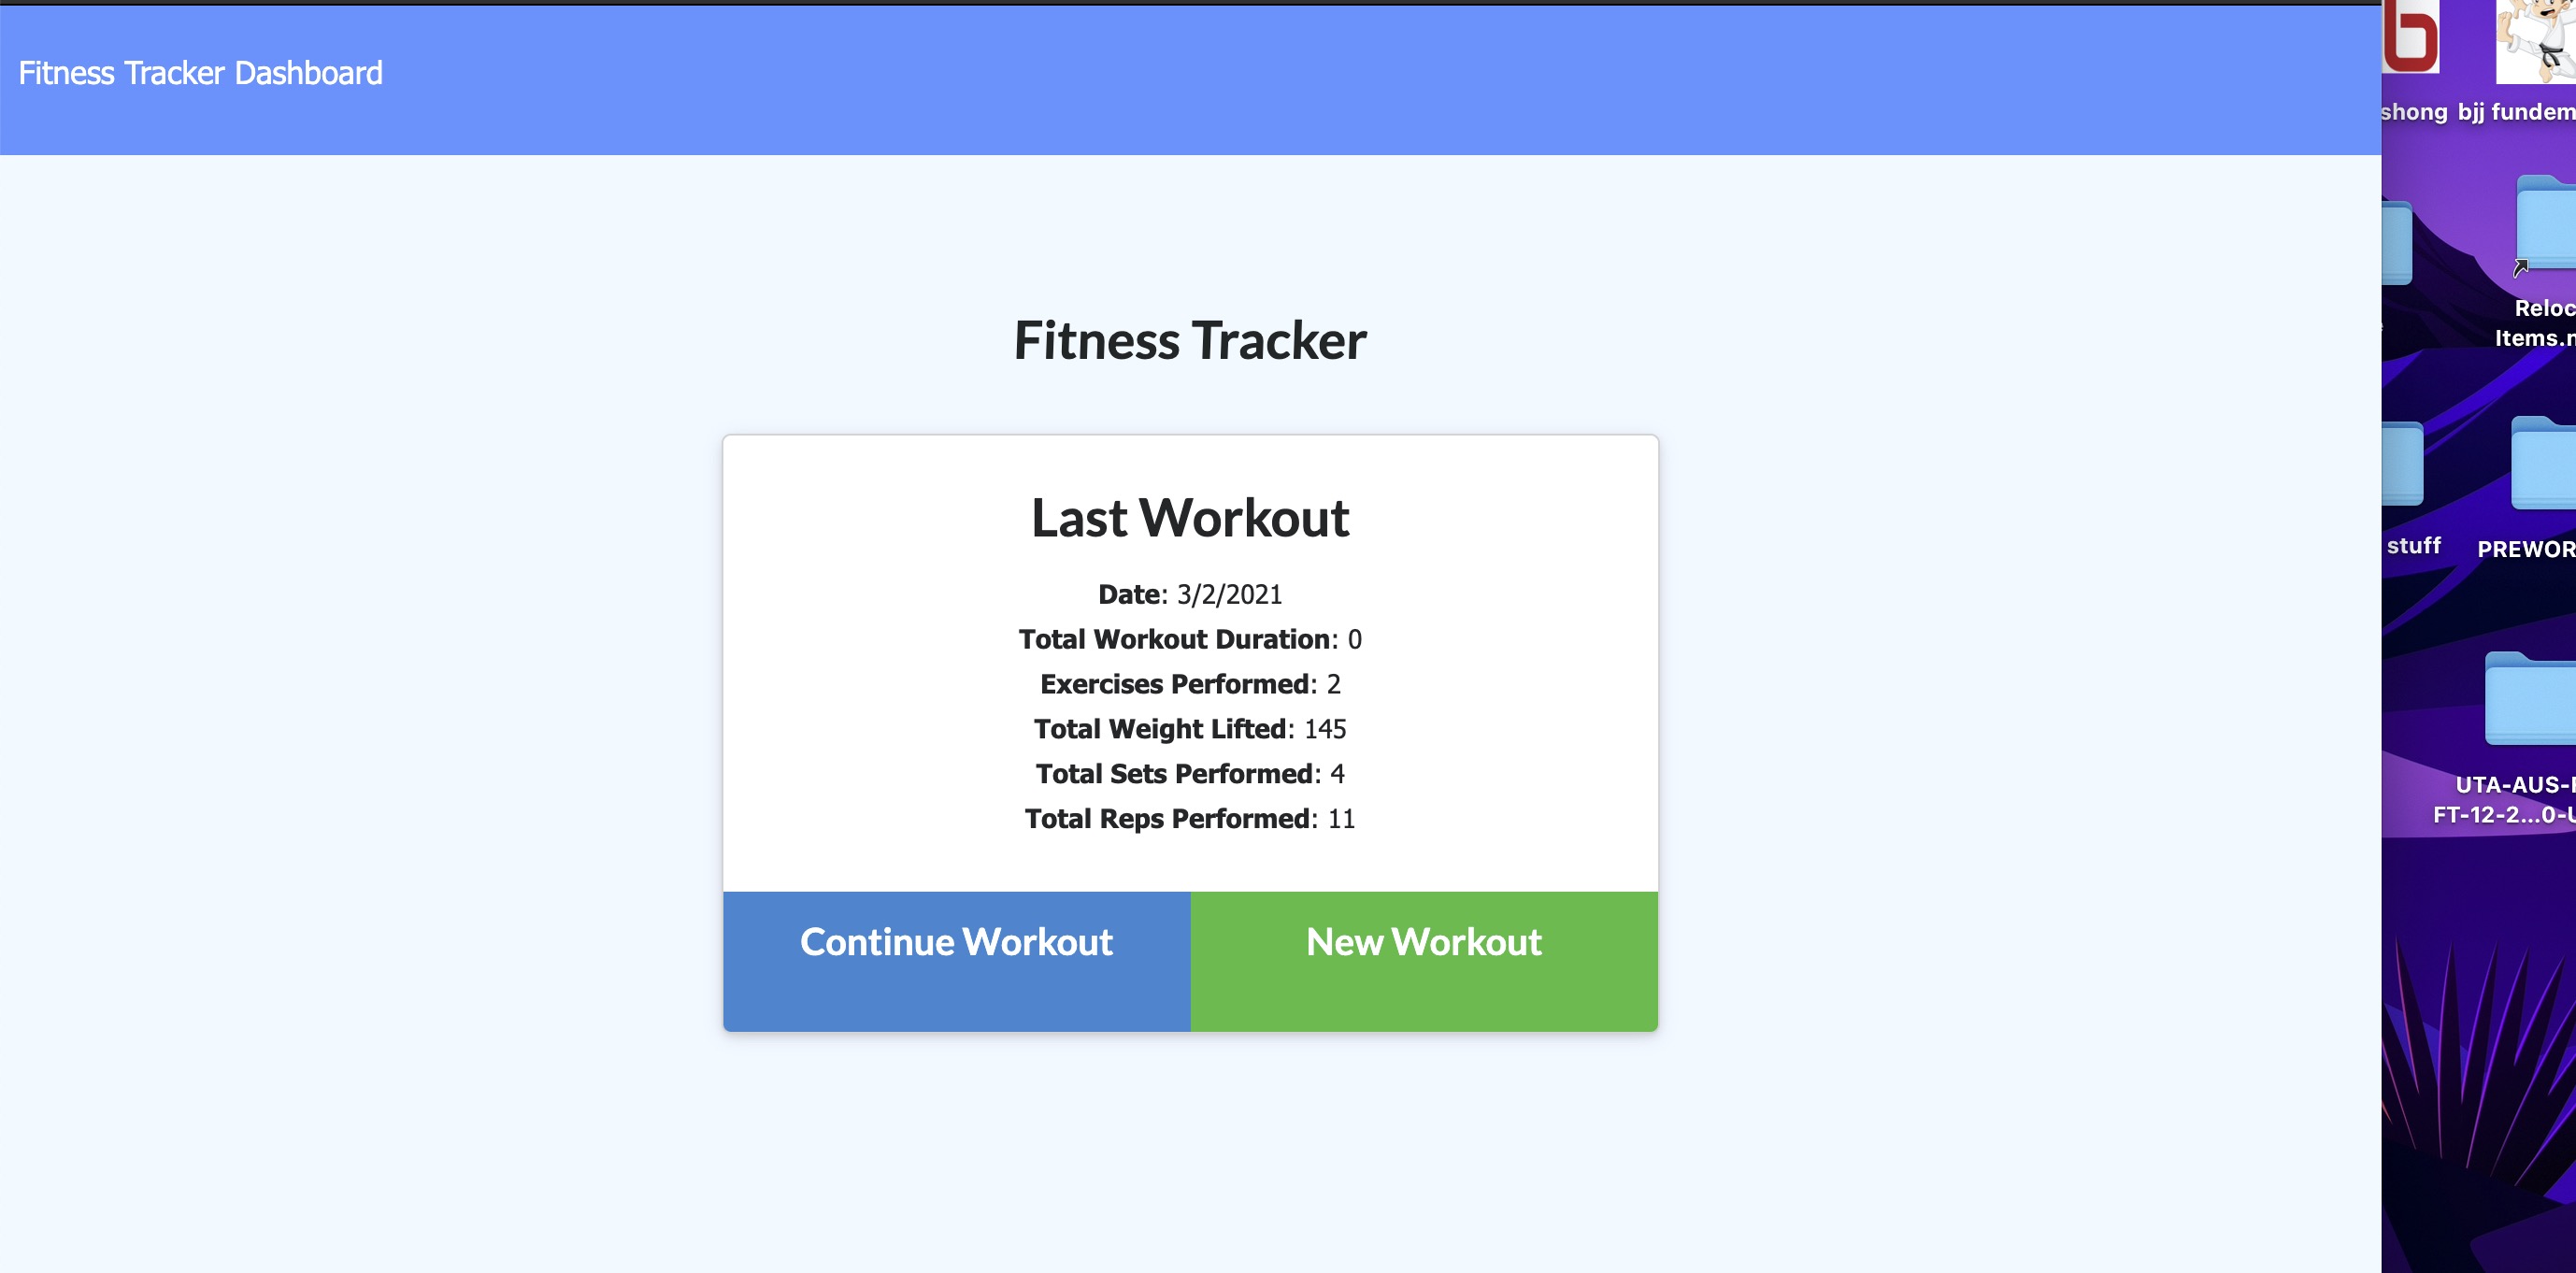 Fitness Tracker Dashboard
Fitness Tracker
Last Workout
Date: 3/2/2021
Total Workout Duration: 0
Exercises Performed: 2
Total Weight Lifted: 145
Total Sets Performed: 4
Total Reps Performed: 11
Continue Workout
New Workout
shong
bjj fundem
Reloc
Items.n
stuff
PREWOR
UTA-AUS-
FT-12-2...0-U